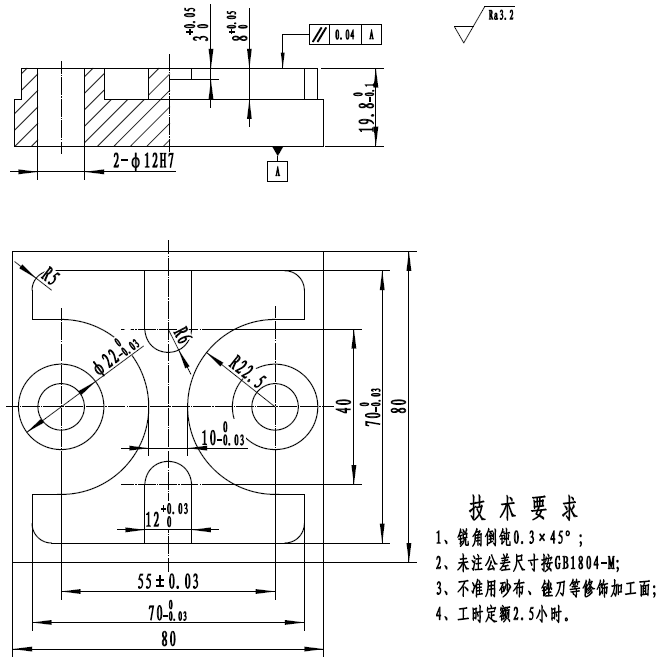 3 +0.05 0
8 +0.05 0
// 0.04 A
Ra3.2
19.8 0 -0.1
2-ф12H7
A
R5
R6
ф22 0 -0.03
R22.5
40
70 0 -0.03
80
10 0 -0.03
12 +0.03 0
55±0.03
70 0 -0.03
80
技术要求
1、锐角倒钝0.3×45°;
2、未注公差尺寸按GB1804-M;
3、不准用砂布、锉刀等修饰加工面;
4、工时定额2.5小时。